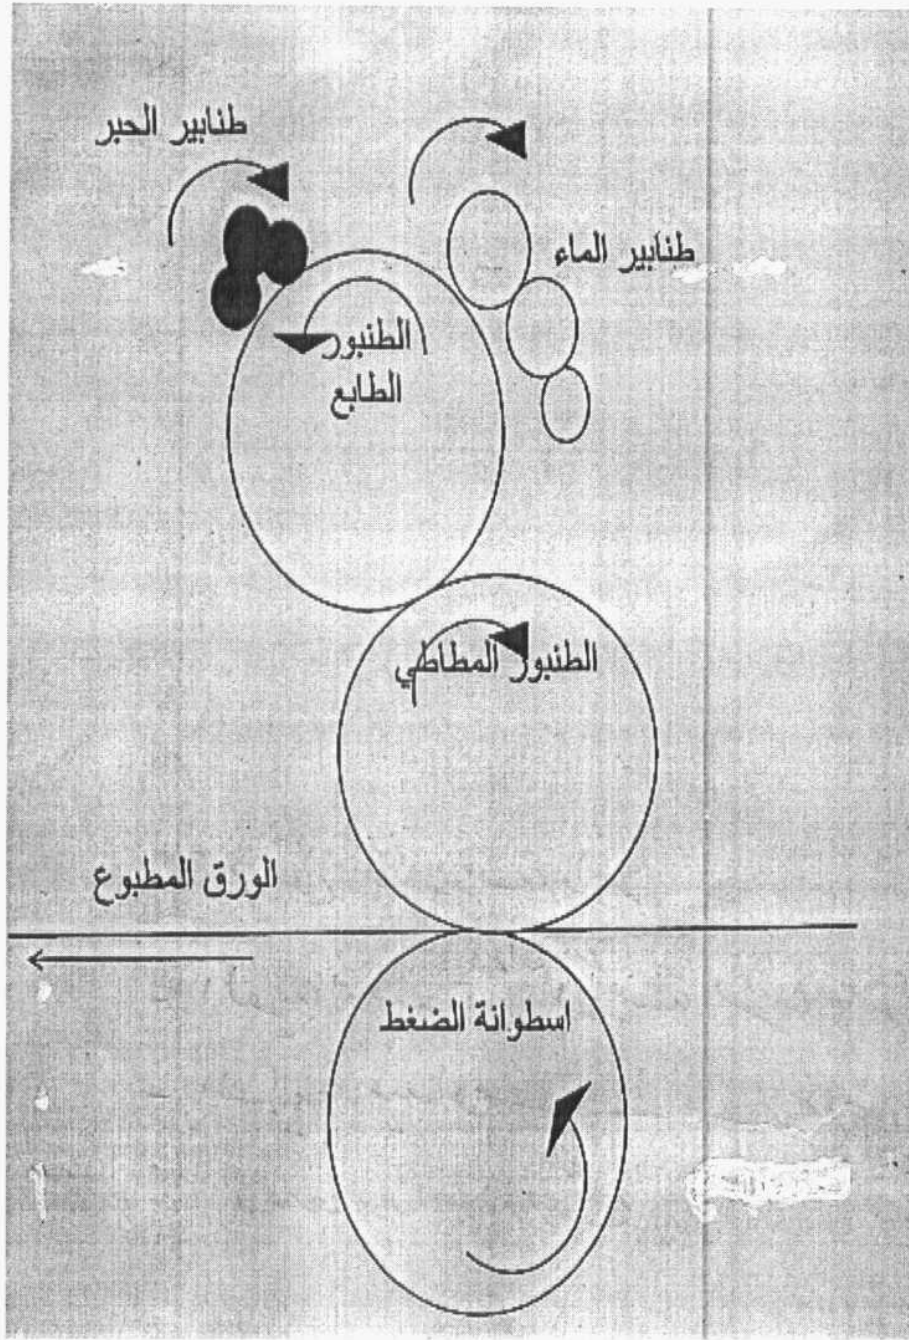 طنابير الحبر
طنابير الماء
الطنبور
الطابع
الطنبور المطاطي
الورق المطبوع
اسطوانة الضغط